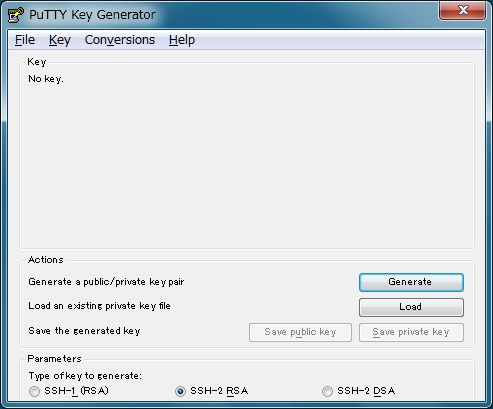 PuTTY Key Generator
File Key Conversions Help
Key
No key.
Actions
Generate a public/private key pair Generate
Load an existing private key file Load
Save the generated key Save public key Save private key
Parameters
Type of key to generate:
SSH-1 (RSA) SSH-2 RSA SSH-2 DSA